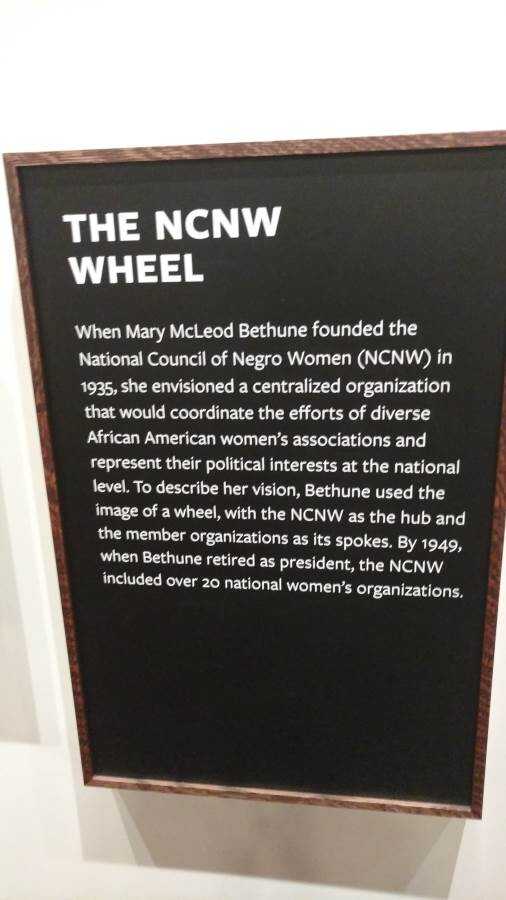 THE NCNW
WHEEL
When Mary McLeod Bethune founded the
National Council of Negro Women (NCNW) in
1935, she envisioned a centralized organization
that would coordinate the efforts of diverse
African American women's associations and
represent their political interests at the national
level. To describe her vision, Bethune used the
image of a wheel, with the NCNW as the hub and
the member organizations as its spokes. By 1949,
when Bethune retired as president, the NCNW
included over 20 national women's organizations.